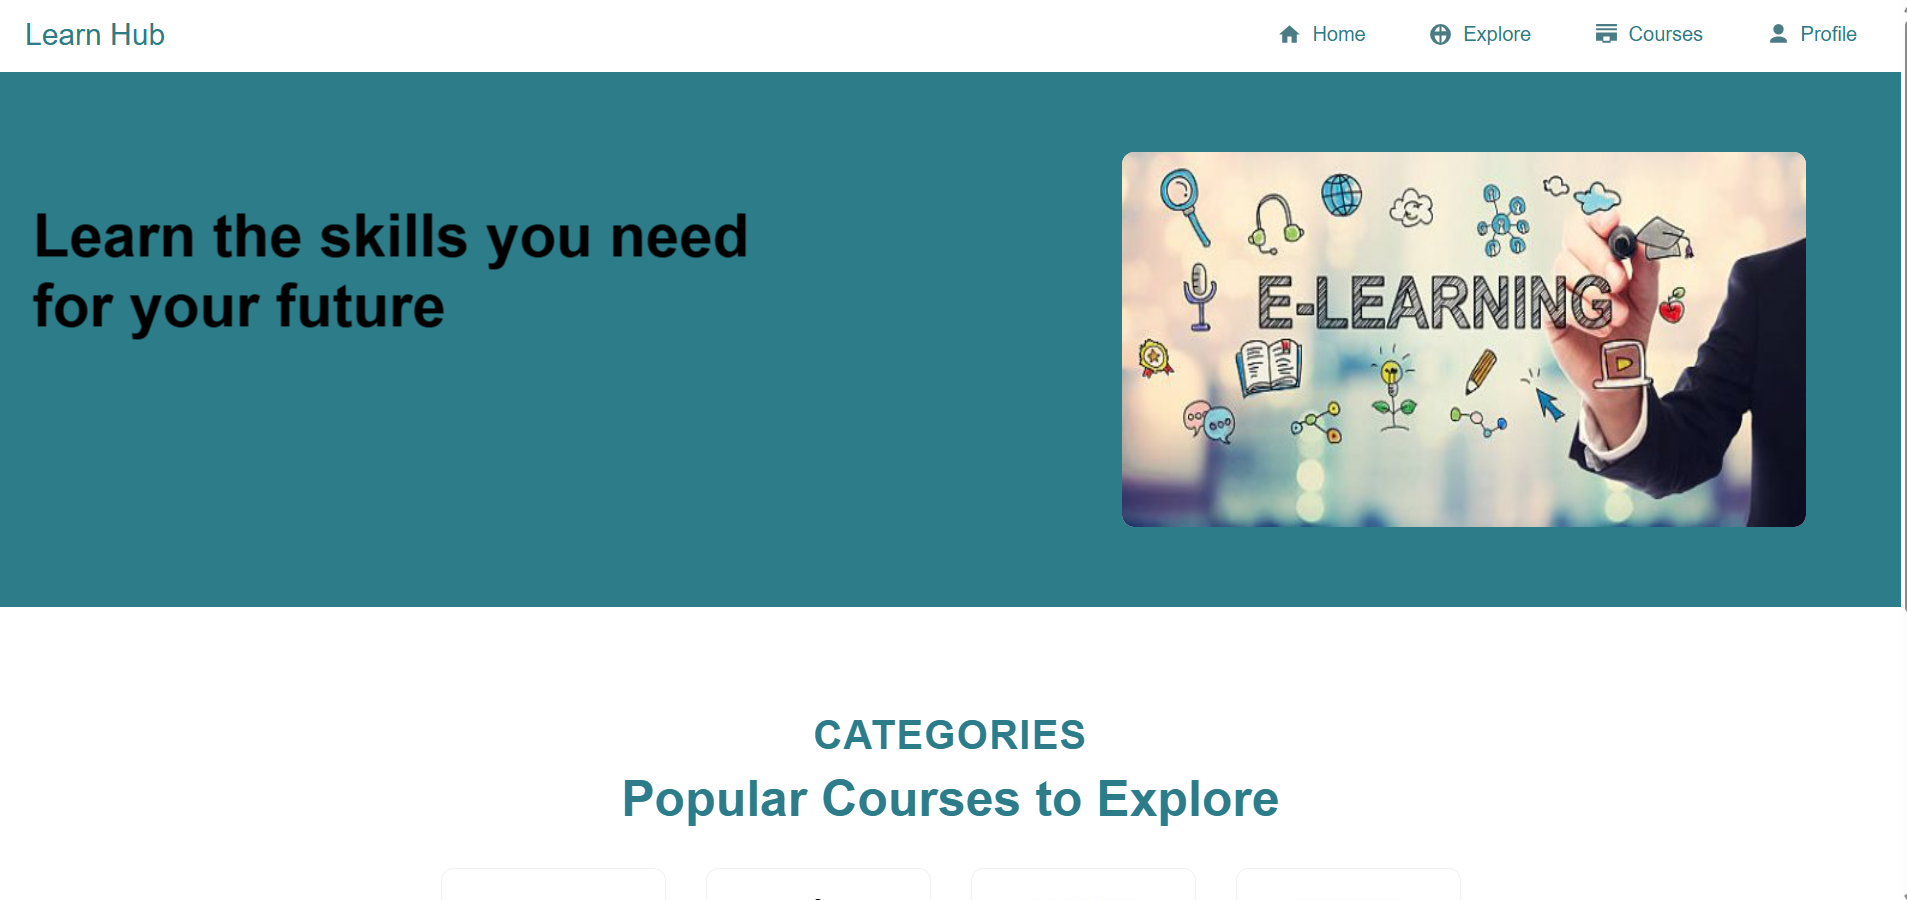 Learn Hub
Home
Explore
Courses
Profile
Learn the skills you need
for your future
E-LEARNING
CATEGORIES
Popular Courses to Explore